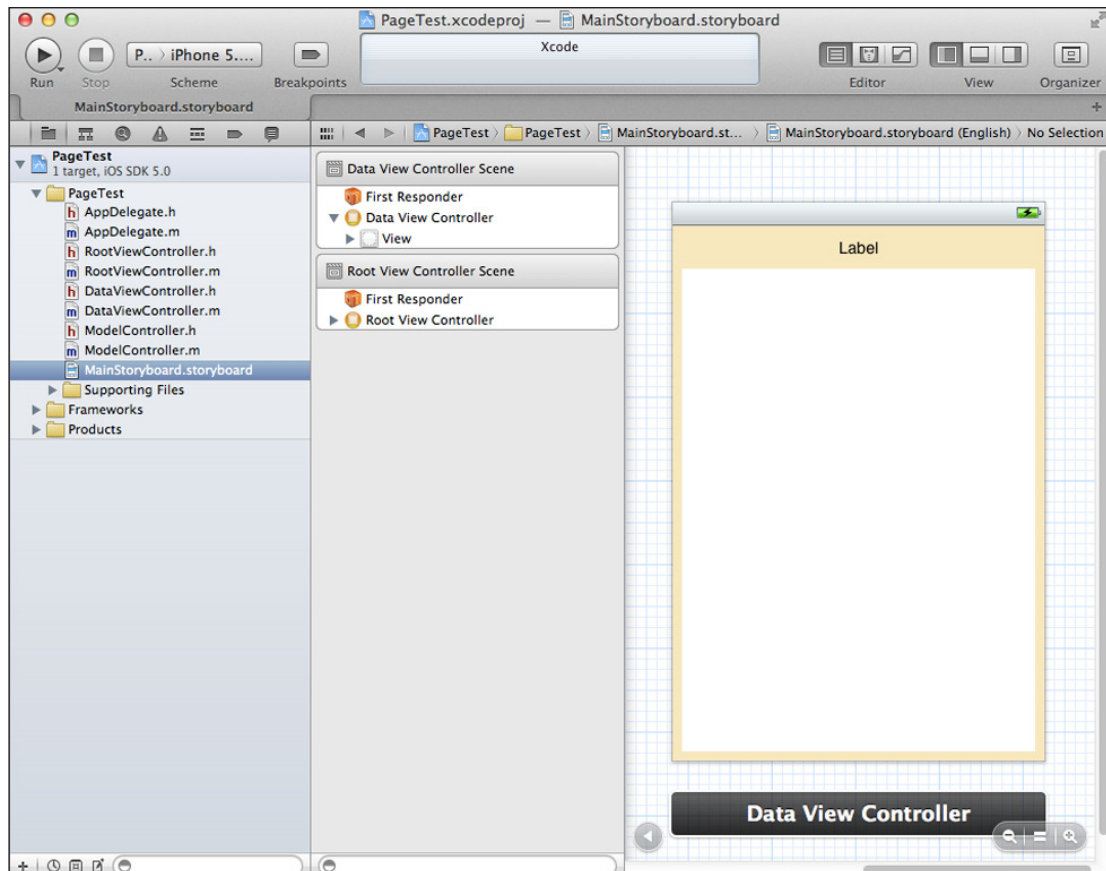 PageTest.xcodeproj — MainStoryboard.storyboard
P.. › iPhone 5....
Xcode
Run Stop Scheme Breakpoints Editor View Organizer
MainStoryboard.storyboard
PageTest › PageTest › MainStoryboard.st... › MainStoryboard.storyboard (English) › No Selection
PageTest
1 target, iOS SDK 5.0
PageTest
AppDelegate.h
AppDelegate.m
RootViewController.h
RootViewController.m
DataViewController.h
DataViewController.m
ModelController.h
ModelController.m
MainStoryboard.storyboard
Supporting Files
Frameworks
Products
Data View Controller Scene
First Responder
Data View Controller
View
Root View Controller Scene
First Responder
Root View Controller
Label
Data View Controller